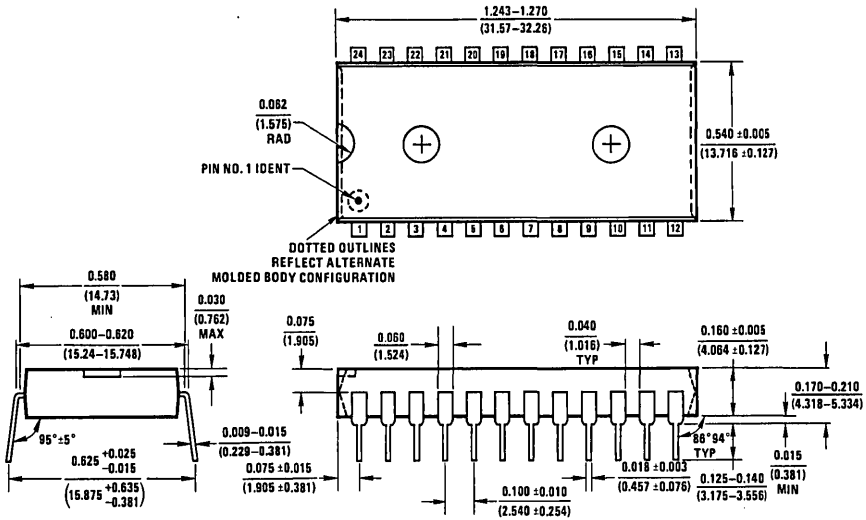 1.243–1.270
(31.57–32.26)
24 23 22 21 20 19 18 17 16 15 14 13
0.062
(1.575)
RAD
0.540 ±0.005
(13.716 ±0.127)
PIN NO. 1 IDENT
1 2 3 4 5 6 7 8 9 10 11 12
DOTTED OUTLINES
REFLECT ALTERNATE
MOLDED BODY CONFIGURATION
0.580
(14.73)
MIN
0.030
(0.762)
MAX
0.600–0.620
(15.24–15.748)
95°±5°
0.009–0.015
(0.229–0.381)
0.625 +0.025 -0.015
(15.875 +0.635 -0.381)
0.075
(1.905)
0.060
(1.524)
0.040
(1.016)
TYP
0.160 ±0.005
(4.064 ±0.127)
0.170–0.210
(4.318–5.334)
86°94°
TYP
0.015
(0.381)
MIN
0.075 ±0.015
(1.905 ±0.381)
0.100 ±0.010
(2.540 ±0.254)
0.018 ±0.003
(0.457 ±0.076)
0.125–0.140
(3.175–3.556)